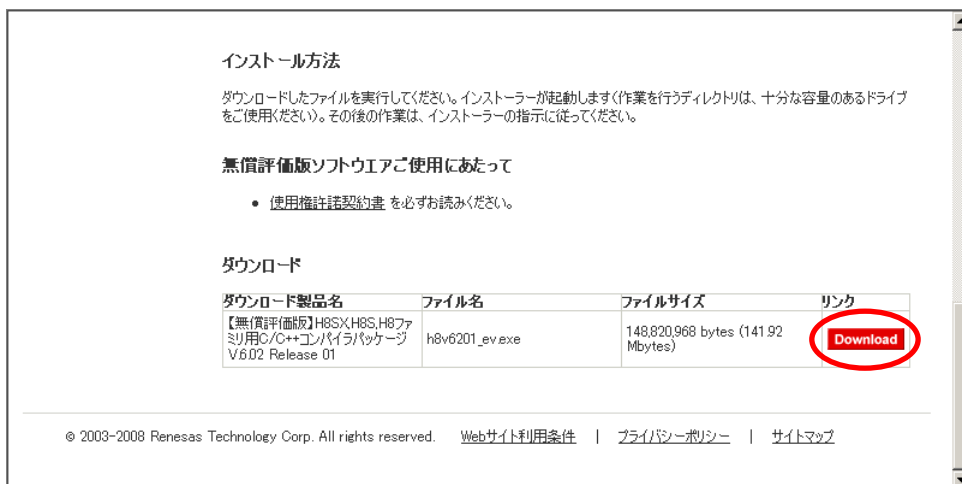 インストール方法
ダウンロードしたファイルを実行してください。インストーラーが起動します(作業を行うディレクトリは、十分な容量のあるドライブ
をご使用ください)。その後の作業は、インストーラーの指示に従ってください。
無償評価版ソフトウエアご使用にあたって
• 使用権許諾契約書 を必ずお読みください。
ダウンロード
ダウンロード製品名 ファイル名 ファイルサイズ リンク
【無償評価版】H8SX,H8S,H8ファ
ミリ用C/C++コンパイラパッケージ
V.6.02 Release 01
h8v6201_ev.exe
148,820,968 bytes (141.92
Mbytes)
Download
© 2003-2008 Renesas Technology Corp. All rights reserved. Webサイト利用条件 | プライバシーポリシー | サイトマップ